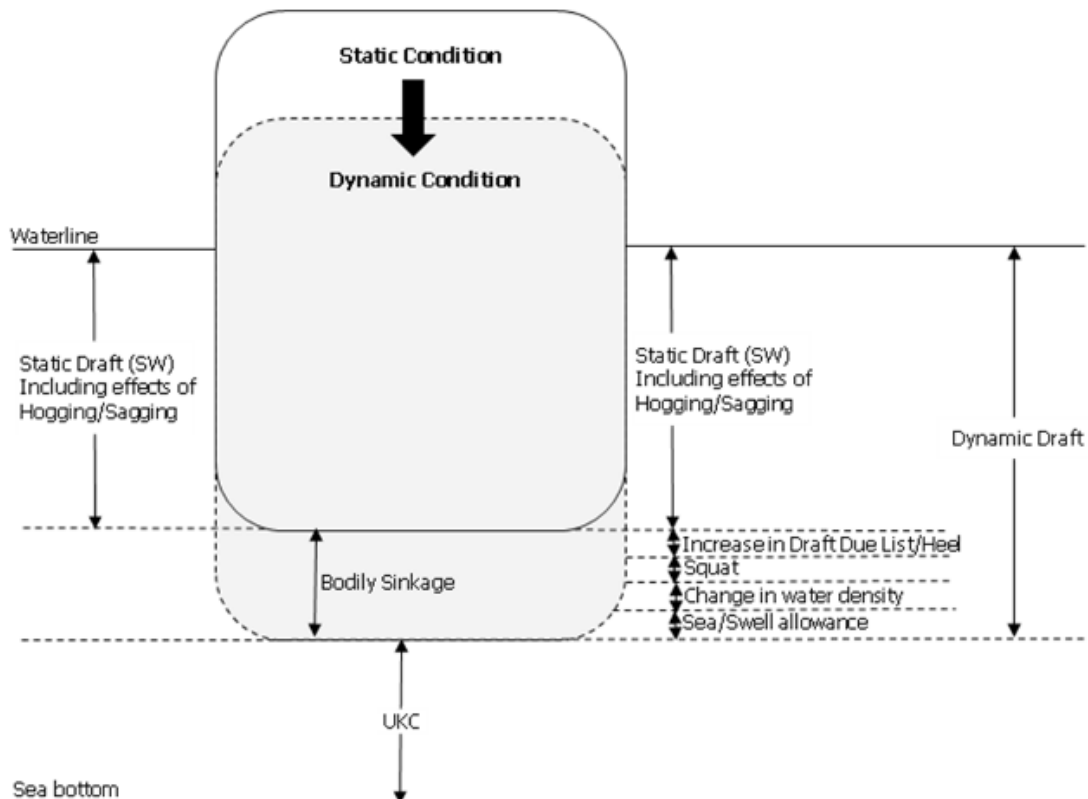 Static Condition
Dynamic Condition
Waterline
Static Draft (SW)
Including effects of
Hogging/Sagging
Static Draft (SW)
Including effects of
Hogging/Sagging
Dynamic Draft
Increase in Draft Due List/Heel
Squat
Bodily Sinkage
Change in water density
Sea/Swell allowance
UKC
Sea bottom